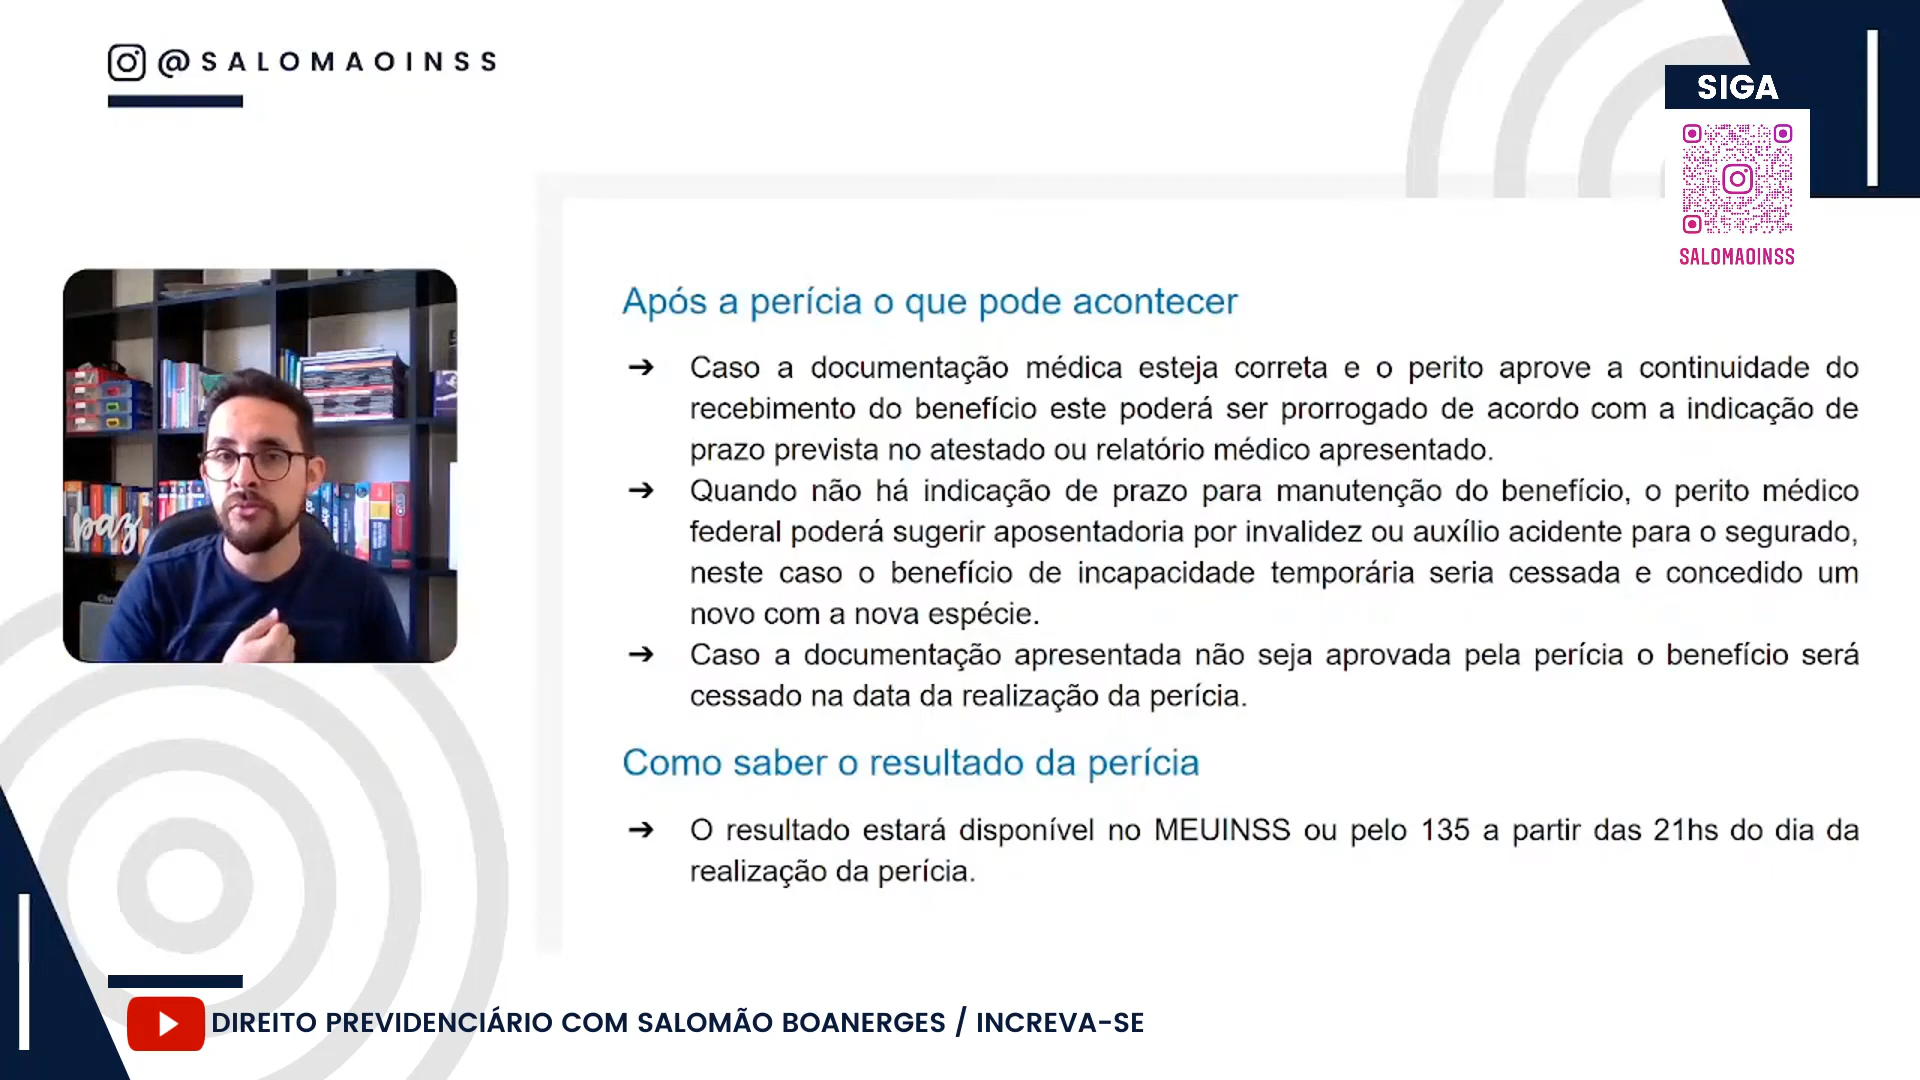 @SALOMAOINSS
SIGA
SALOMAOINSS
paz
Após a perícia o que pode acontecer
➔ Caso a documentação médica esteja correta e o perito aprove a continuidade do
recebimento do benefício este poderá ser prorrogado de acordo com a indicação de
prazo prevista no atestado ou relatório médico apresentado.
➔ Quando não há indicação de prazo para manutenção do benefício, o perito médico
federal poderá sugerir aposentadoria por invalidez ou auxílio acidente para o segurado,
neste caso o benefício de incapacidade temporária seria cessada e concedido um
novo com a nova espécie.
➔ Caso a documentação apresentada não seja aprovada pela perícia o benefício será
cessado na data da realização da perícia.
Como saber o resultado da perícia
➔ O resultado estará disponível no MEUINSS ou pelo 135 a partir das 21hs do dia da
realização da perícia.
DIREITO PREVIDENCIÁRIO COM SALOMÃO BOANERGES / INCREVA-SE